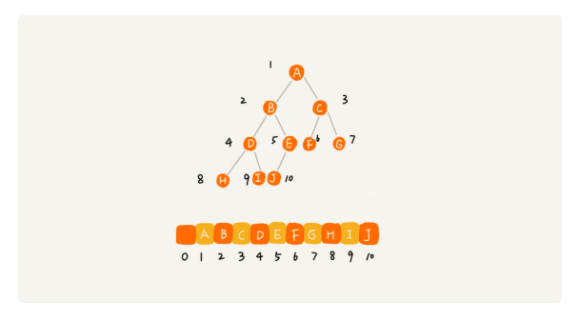 1 A
2 B C 3
4 D 5 E F 6 G 7
8 H 9 I J 10
A B C D E F G H I J
0 1 2 3 4 5 6 7 8 9 10